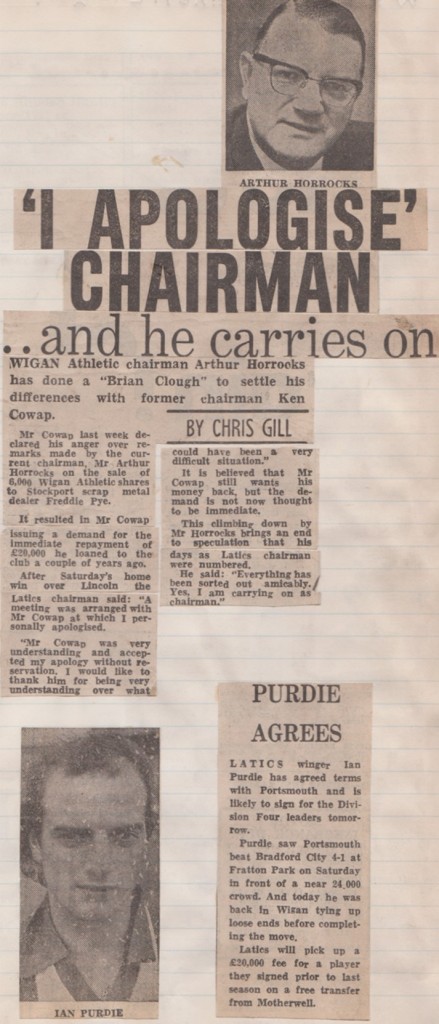 ARTHUR HORROCKS
'I APOLOGISE'
CHAIRMAN
..and he carries on
WIGAN Athletic chairman Arthur Horrocks
has done a "Brian Clough" to settle his
differences with former chairman Ken
Cowap.
BY CHRIS GILL
Mr Cowap last week de-
clared his anger over re-
marks made by the cur-
rent chairman, Mr Arthur
Horrocks on the sale of
6,000 Wigan Athletic shares
to Stockport scrap metal
dealer Freddie Pye.
It resulted in Mr Cowap
issuing a demand for the
immediate repayment of
£20,000 he loaned to the
club a couple of years ago.
After Saturday's home
win over Lincoln the
Latics chairman said: "A
meeting was arranged with
Mr Cowap at which I per-
sonally apologised.
"Mr Cowap was very
understanding and accep-
ted my apology without re-
servation. I would like to
thank him for being very
understanding over what
could have been a very
difficult situation."
It is believed that Mr
Cowap still wants his
money back, but the de-
mand is not now thought
to be immediate.
This climbing down by
Mr Horrocks brings an end
to speculation that his
days as Latics chairman
were numbered.
He said: "Everything has
been sorted out amicably.
Yes, I am carrying on as
chairman."
PURDIE
AGREES
LATICS winger Ian
Purdie has agreed terms
with Portsmouth and is
likely to sign for the Divi-
sion Four leaders tomor-
row.
Purdie saw Portsmouth
beat Bradford City 4-1 at
Fratton Park on Saturday
in front of a near 24,000
crowd. And today he was
back in Wigan tying up
loose ends before complet-
ing the move.
Latics will pick up a
£20,000 fee for a player
they signed prior to last
season on a free transfer
from Motherwell.
IAN PURDIE